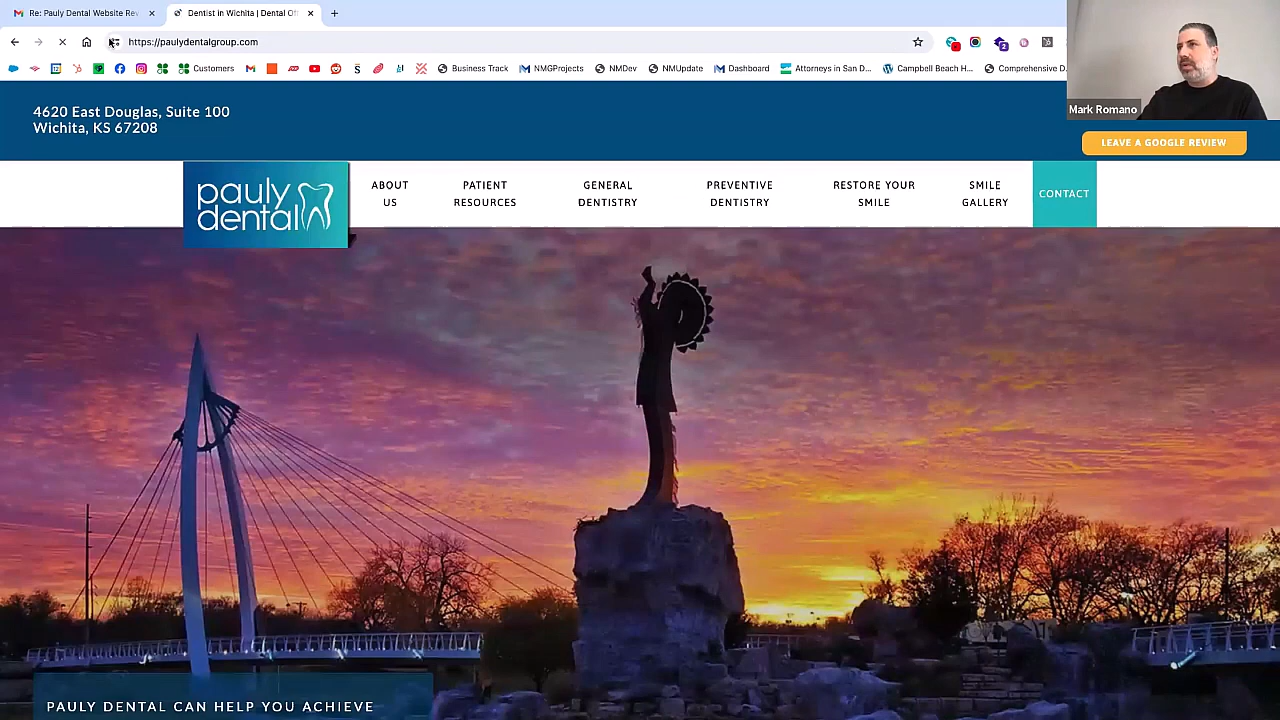 Re: Pauly Dental Website Rev
Dentist in Wichita | Dental Of
https://paulydentalgroup.com
Customers
Business
NMGProjects
NMDev
NMUpdate
Dashboard
Attorneys in San D...
Campbell Beach H...
Comprehensive D...
Mark Romano
4620 East Douglas, Suite 100
Wichita, KS 67208
LEAVE A GOOGLE REVIEW
pauly
dental
ABOUT
US
PATIENT
RESOURCES
GENERAL
DENTISTRY
PREVENTIVE
DENTISTRY
RESTORE YOUR
SMILE
SMILE
GALLERY
CONTACT
PAULY DENTAL CAN HELP YOU ACHIEVE